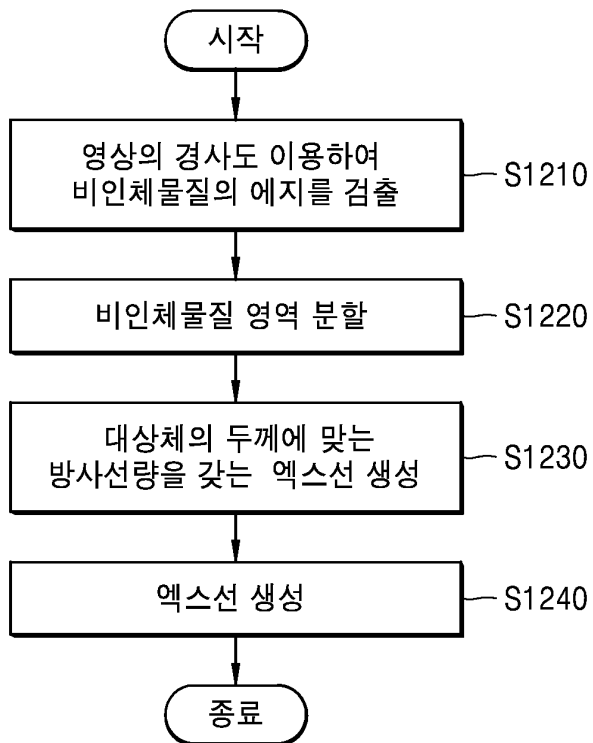 시작
영상의 경사도 이용하여
비인체물질의 에지를 검출
S1210
비인체물질 영역 분할
S1220
대상체의 두께에 맞는
방사선량을 갖는 엑스선 생성
S1230
엑스선 생성
S1240
종료